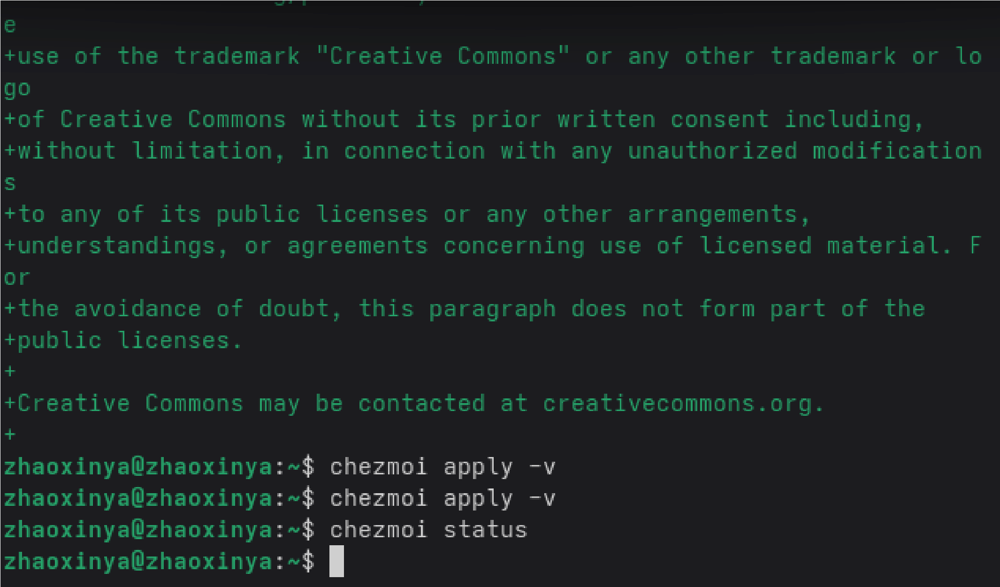 e
+use of the trademark "Creative Commons" or any other trademark or lo
go
+of Creative Commons without its prior written consent including,
+without limitation, in connection with any unauthorized modification
s
+to any of its public licenses or any other arrangements,
+understandings, or agreements concerning use of licensed material. F
or
+the avoidance of doubt, this paragraph does not form part of the
+public licenses.
+
+Creative Commons may be contacted at creativecommons.org.
+
zhaoxinya@zhaoxinya:~$ chezmoi apply -v
zhaoxinya@zhaoxinya:~$ chezmoi apply -v
zhaoxinya@zhaoxinya:~$ chezmoi status
zhaoxinya@zhaoxinya:~$